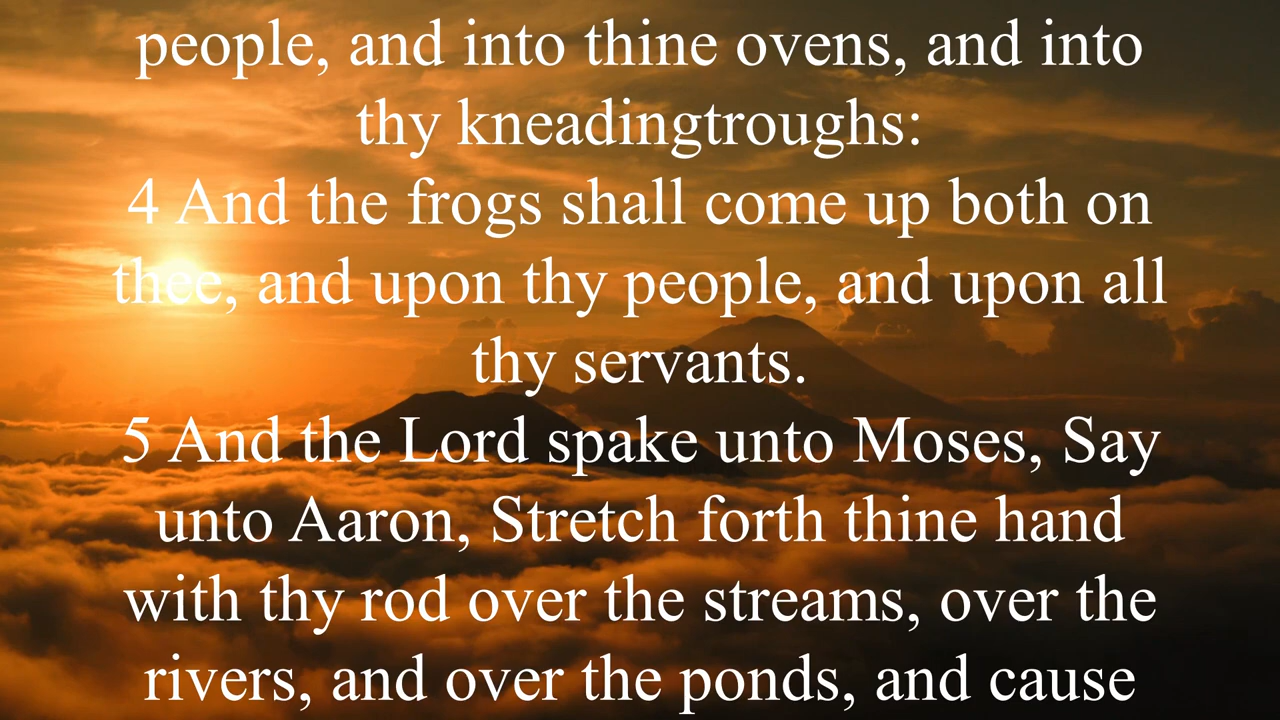 people, and into thine ovens, and into
thy kneadingtroughs:
4 And the frogs shall come up both on
thee, and upon thy people, and upon all
thy servants.
5 And the Lord spake unto Moses, Say
unto Aaron, Stretch forth thine hand
with thy rod over the streams, over the
rivers, and over the ponds, and cause